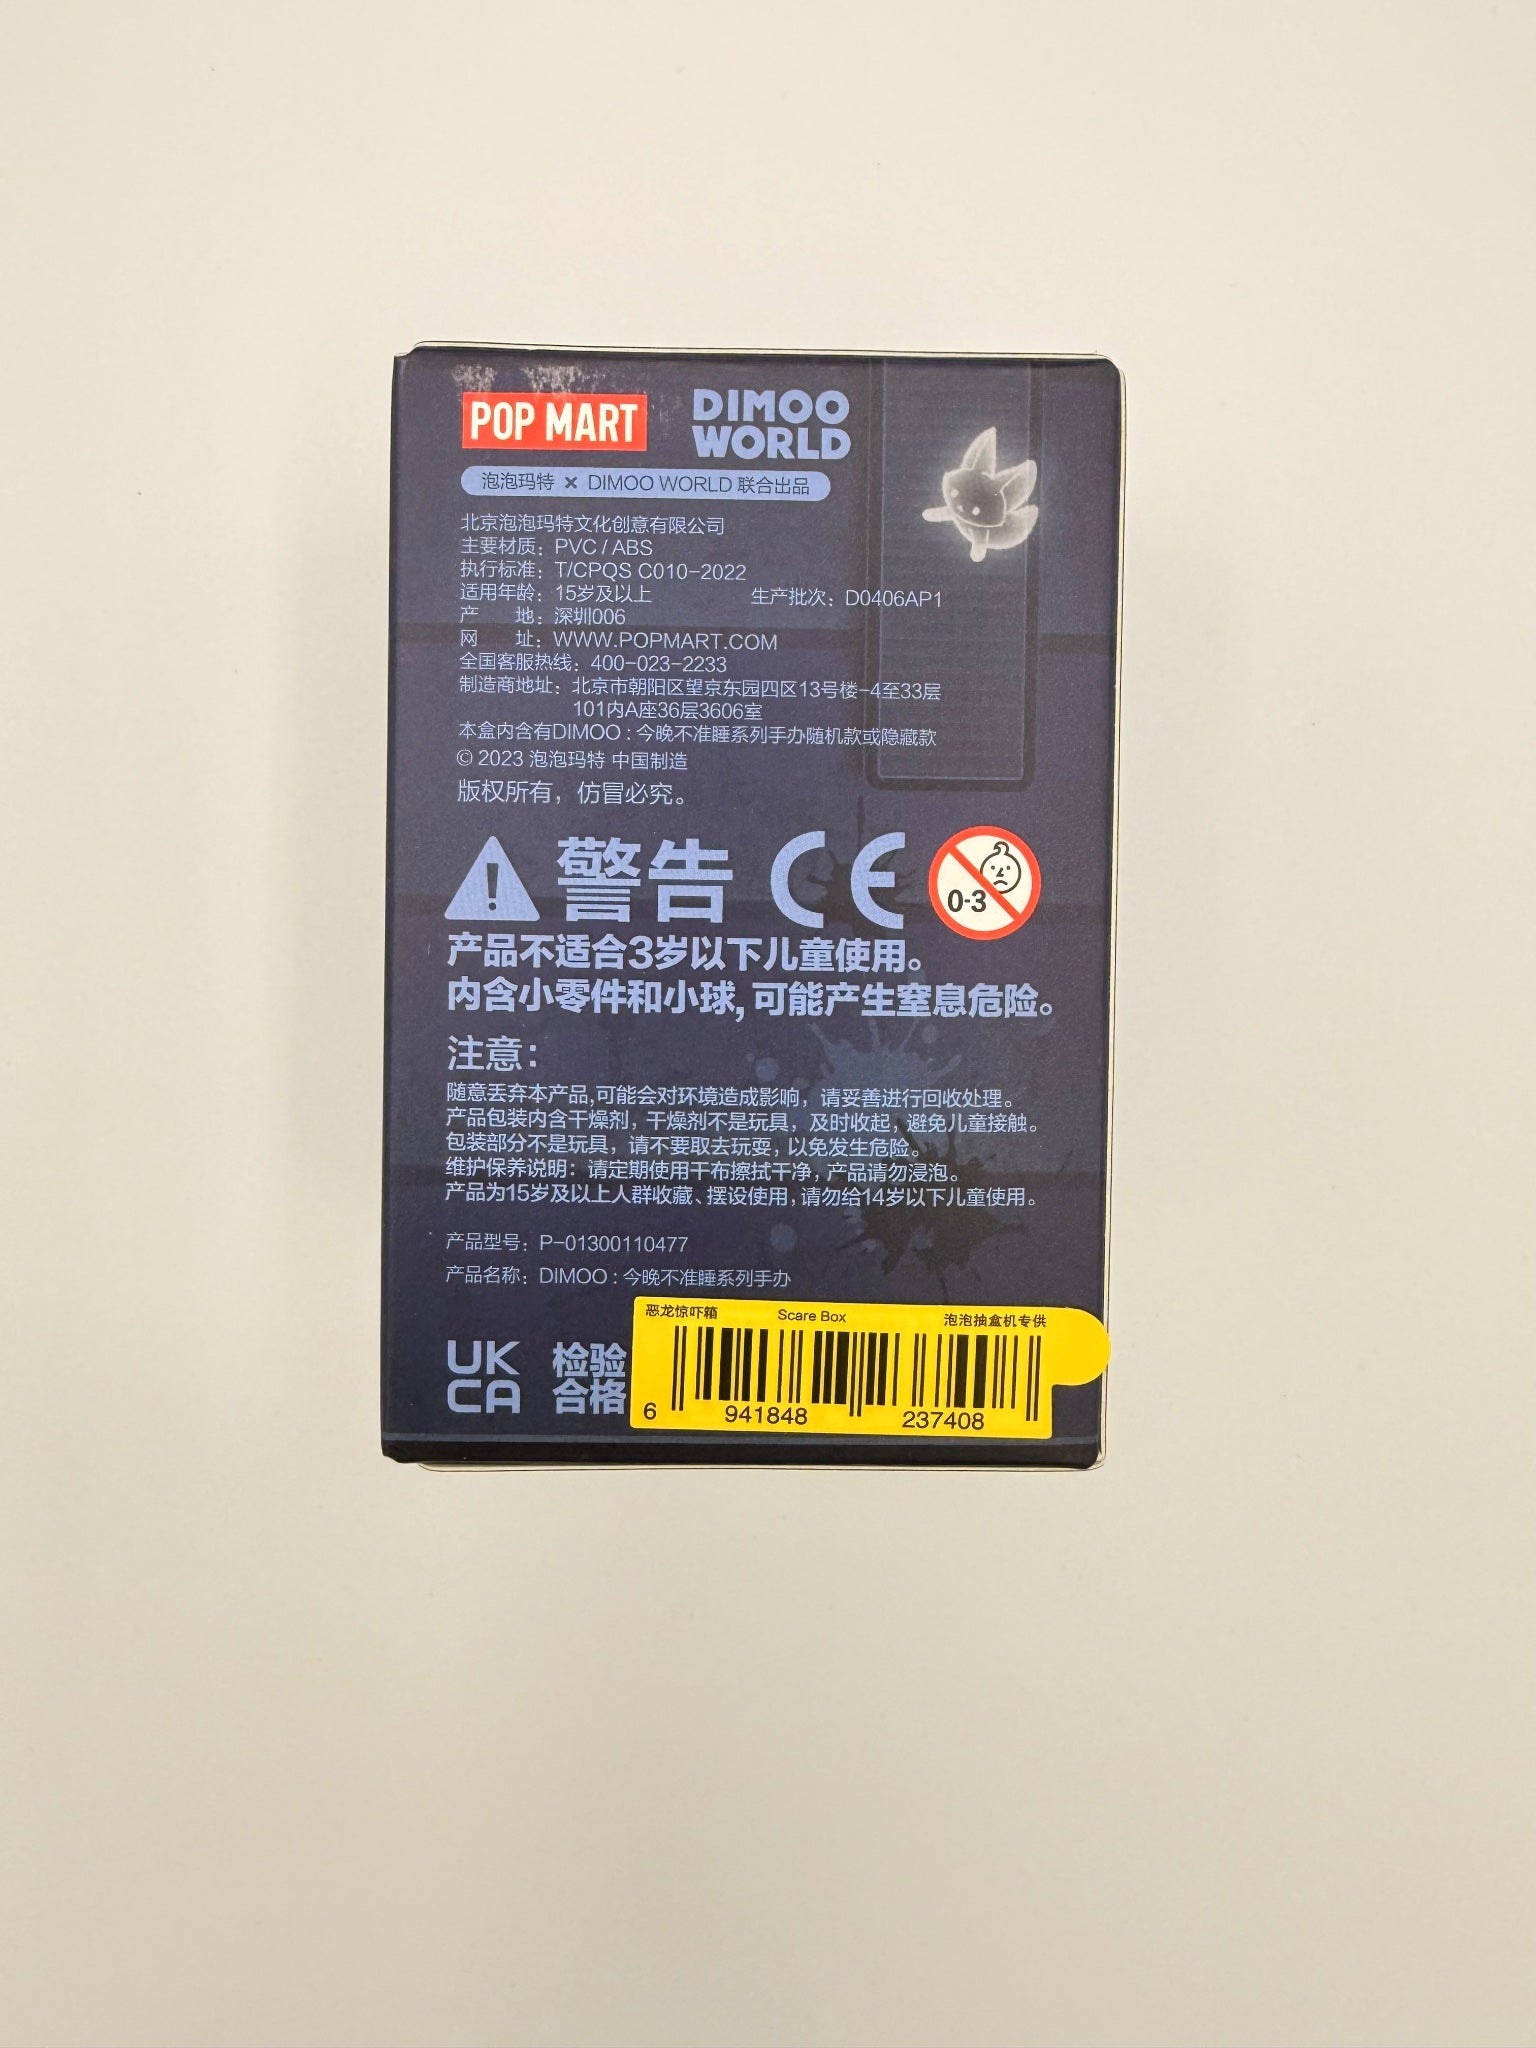 POP MART
DIMOO
WORLD
泡泡玛特 × DIMOO WORLD 联合出品
北京泡泡玛特文化创意有限公司
主要材质：PVC / ABS
执行标准：T/CPQS C010-2022
适用年龄：15岁及以上 生产批次：D0406AP1
产 地：深圳006
网 址：WWW.POPMART.COM
全国客服热线：400-023-2233
制造商地址：北京市朝阳区望京东园四区13号楼-4至33层
101内A座36层3606室
本盒内含有DIMOO : 今晚不准睡系列手办随机款或隐藏款
© 2023 泡泡玛特 中国制造
版权所有，仿冒必究。
! 警告 CE 0-3
产品不适合3岁以下儿童使用。
内含小零件和小球，可能产生窒息危险。
注意：
随意丢弃本产品,可能会对环境造成影响，请妥善进行回收处理。
产品包装内含干燥剂，干燥剂不是玩具，及时收起，避免儿童接触。
包装部分不是玩具，请不要取去玩耍，以免发生危险。
维护保养说明：请定期使用干布擦拭干净，产品请勿浸泡。
产品为15岁及以上人群收藏、摆设使用，请勿给14岁以下儿童使用。
产品型号：P-01300110477
产品名称：DIMOO : 今晚不准睡系列手办
UK
CA
检验
合格
恶龙惊吓箱 Scare Box 泡泡抽盒机专供
6 941848 237408